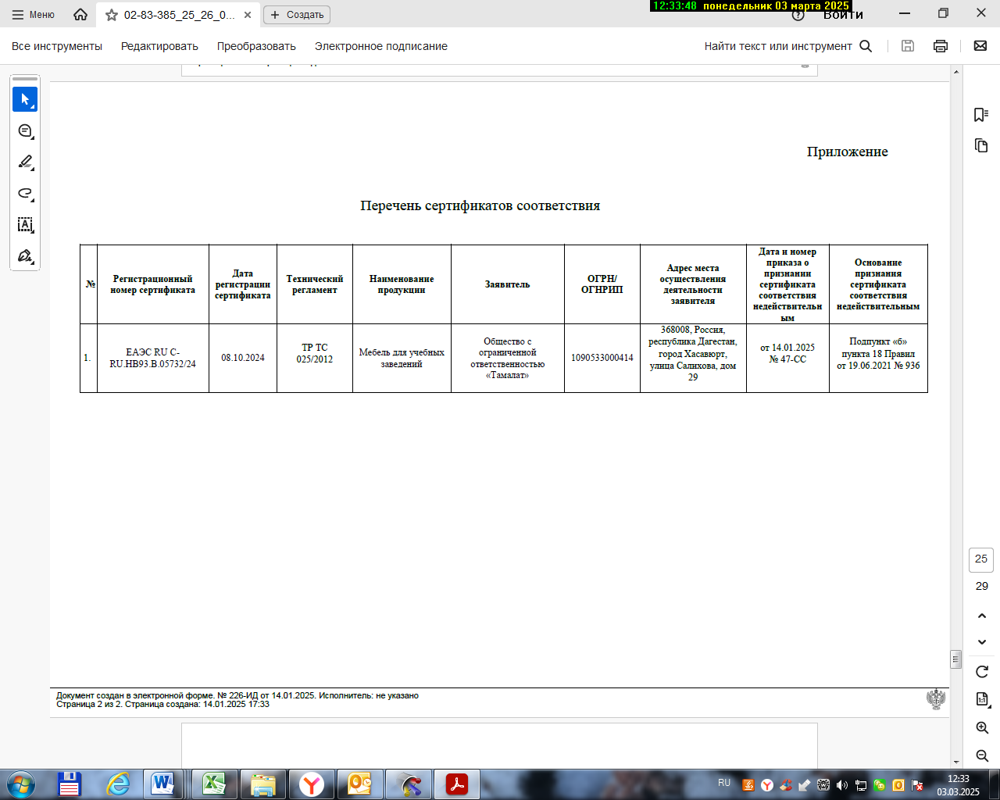 12:33:48 понедельник 03 марта 2025
Меню
02-83-385_25_26_0...
Создать
Войти
Все инструменты
Редактировать
Преобразовать
Электронное подписание
Найти текст или инструмент
Приложение
Перечень сертификатов соответствия
№
Регистрационный
номер сертификата
Дата
регистрации
сертификата
Технический
регламент
Наименование
продукции
Заявитель
ОГРН/
ОГНРИП
Адрес места
осуществления
деятельности
заявителя
Дата и номер
приказа о
признании
сертификата
соответствия
недействительн
ым
Основание
признания
сертификата
соответствия
недействительным
1.
ЕАЭС RU С-
RU.НВ93.В.05732/24
08.10.2024
ТР ТС
025/2012
Мебель для учебных
заведений
Общество с
ограниченной
ответственностью
«Тамалат»
1090533000414
368008, Россия,
республика Дагестан,
город Хасавюрт,
улица Салихова, дом
29
от 14.01.2025
№ 47-СС
Подпункт «б»
пункта 18 Правил
от 19.06.2021 № 936
25
29
1:1
Документ создан в электронной форме. № 226-ИД от 14.01.2025. Исполнитель: не указано
Страница 2 из 2. Страница создана: 14.01.2025 17:33
RU
12:33
03.03.2025